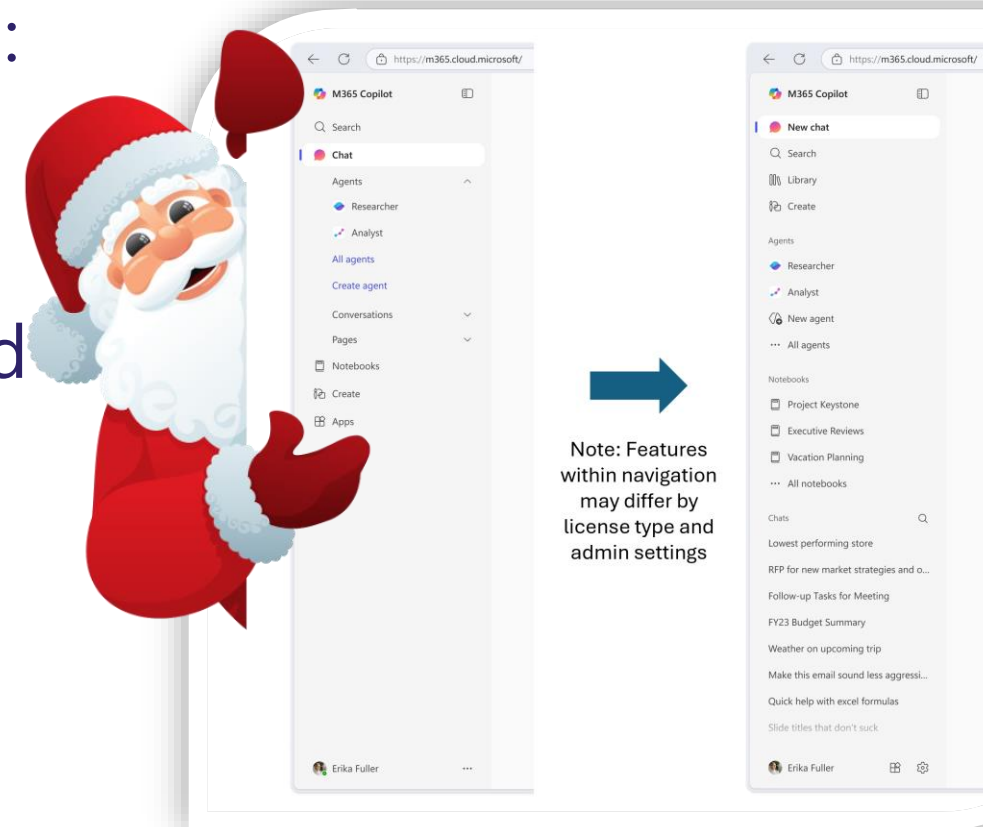 :
d
https://m365.cloud.microsoft/
M365 Copilot
Search
Chat
Agents
Researcher
Analyst
All agents
Create agent
Conversations
Pages
Notebooks
Create
Apps
Erika Fuller
Note: Features
within navigation
may differ by
license type and
admin settings
https://m365.cloud.microsoft/
M365 Copilot
New chat
Search
Library
Create
Agents
Researcher
Analyst
New agent
All agents
Notebooks
Project Keystone
Executive Reviews
Vacation Planning
All notebooks
Chats
Lowest performing store
RFP for new market strategies and o...
Follow-up Tasks for Meeting
FY23 Budget Summary
Weather on upcoming trip
Make this email sound less aggressi...
Quick help with excel formulas
Slide titles that don't suck
Erika Fuller